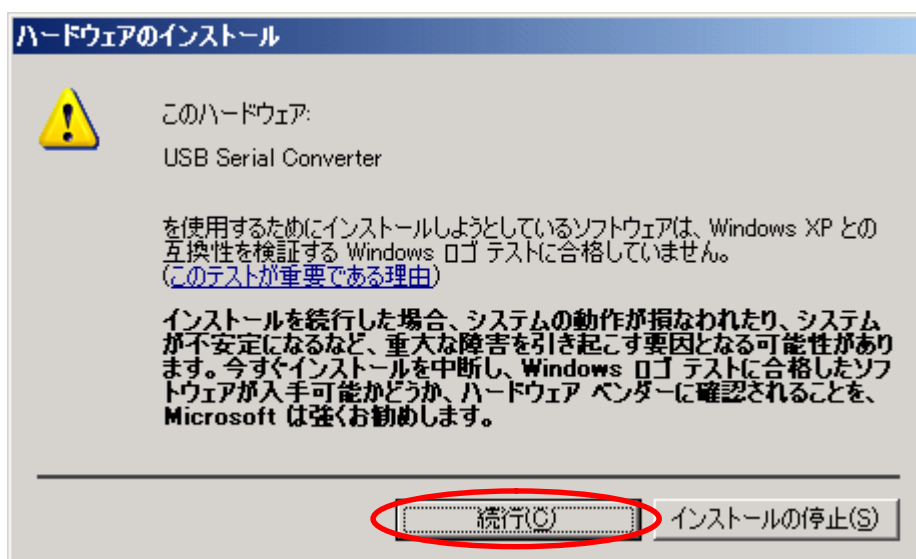 ハードウェアのインストール
このハードウェア:
USB Serial Converter
を使用するためにインストールしようとしているソフトウェアは、Windows XP との
互換性を検証する Windows ロゴ テストに合格していません。
(このテストが重要である理由)
インストールを続行した場合、システムの動作が損なわれたり、システム
が不安定になるなど、重大な障害を引き起こす要因となる可能性があり
ます。今すぐインストールを中断し、Windows ロゴ テストに合格したソフ
トウェアが入手可能かどうか、ハードウェア ベンダーに確認されることを、
Microsoft は強くお勧めします。
続行(C) インストールの停止(S)